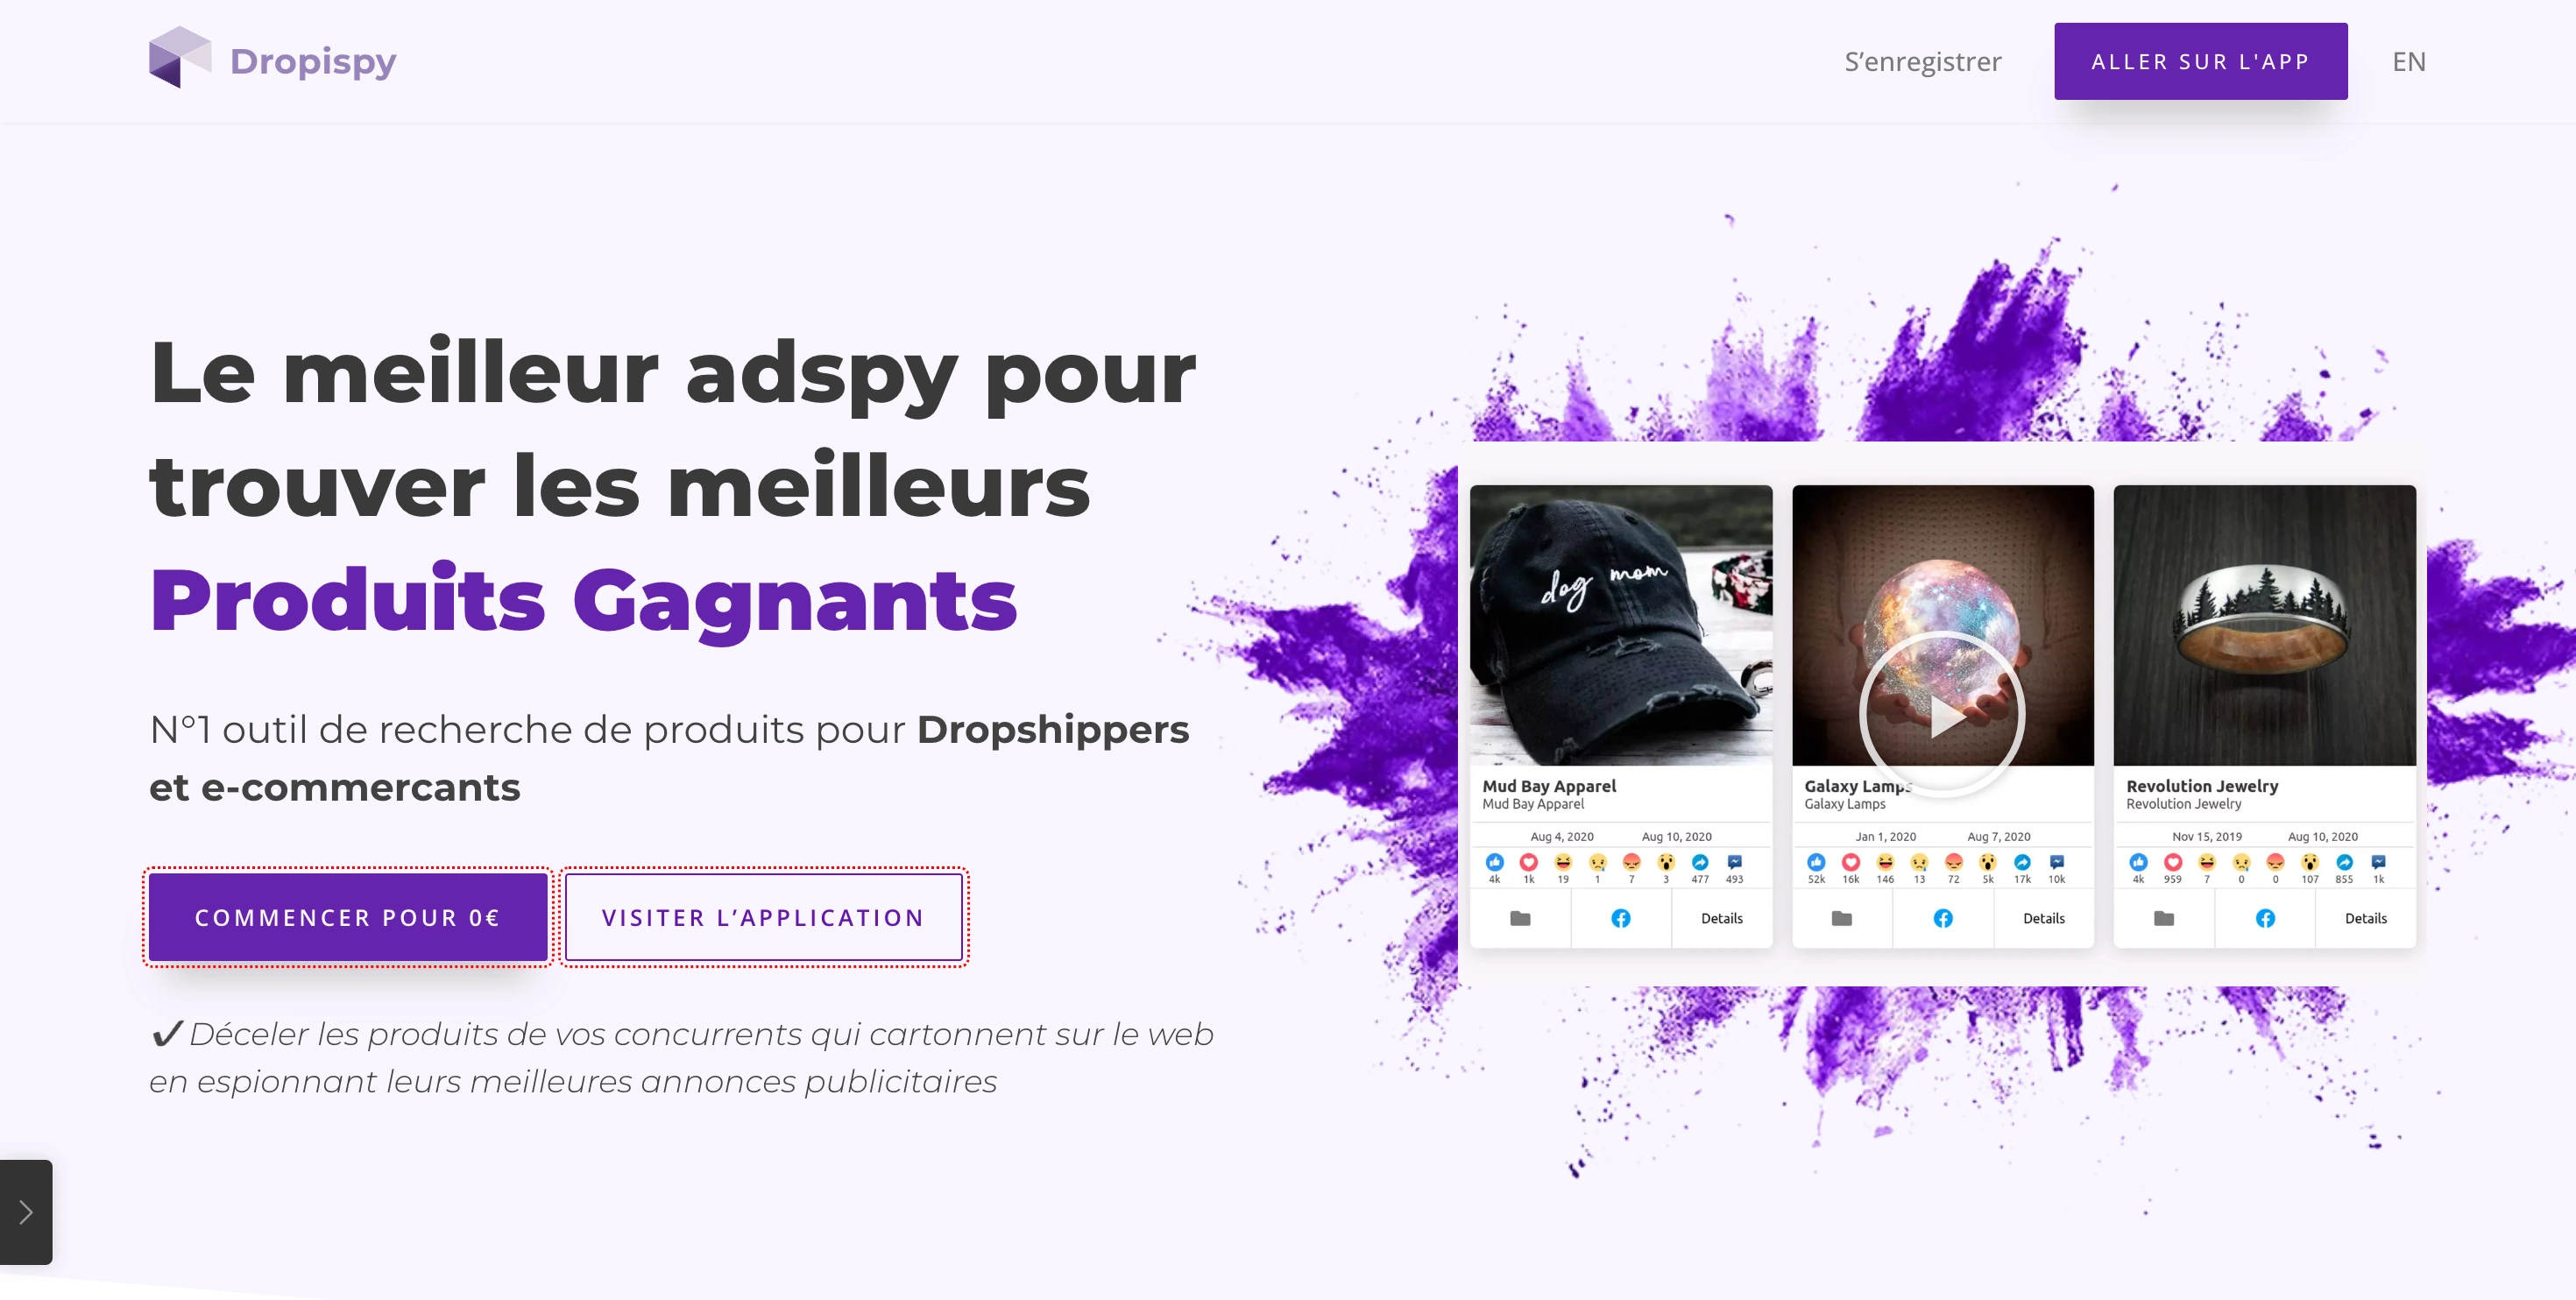 Dropispy
S’enregistrer
ALLER SUR L'APP
EN
Le meilleur adspy pour
trouver les meilleurs
Produits Gagnants
N°1 outil de recherche de produits pour Dropshippers
et e-commercants
COMMENCER POUR 0€
VISITER L’APPLICATION
✓Déceler les produits de vos concurrents qui cartonnent sur le web
en espionnant leurs meilleures annonces publicitaires
dog mom
Mud Bay Apparel
Mud Bay Apparel
Aug 4, 2020 Aug 10, 2020
4k 1k 19 1 7 3 477 493
Details
Galaxy Lamps
Galaxy Lamps
Jan 1, 2020 Aug 7, 2020
52k 16k 146 13 72 5k 17k 10k
Details
Revolution Jewelry
Revolution Jewelry
Nov 15, 2019 Aug 10, 2020
4k 959 7 0 0 107 855 1k
Details